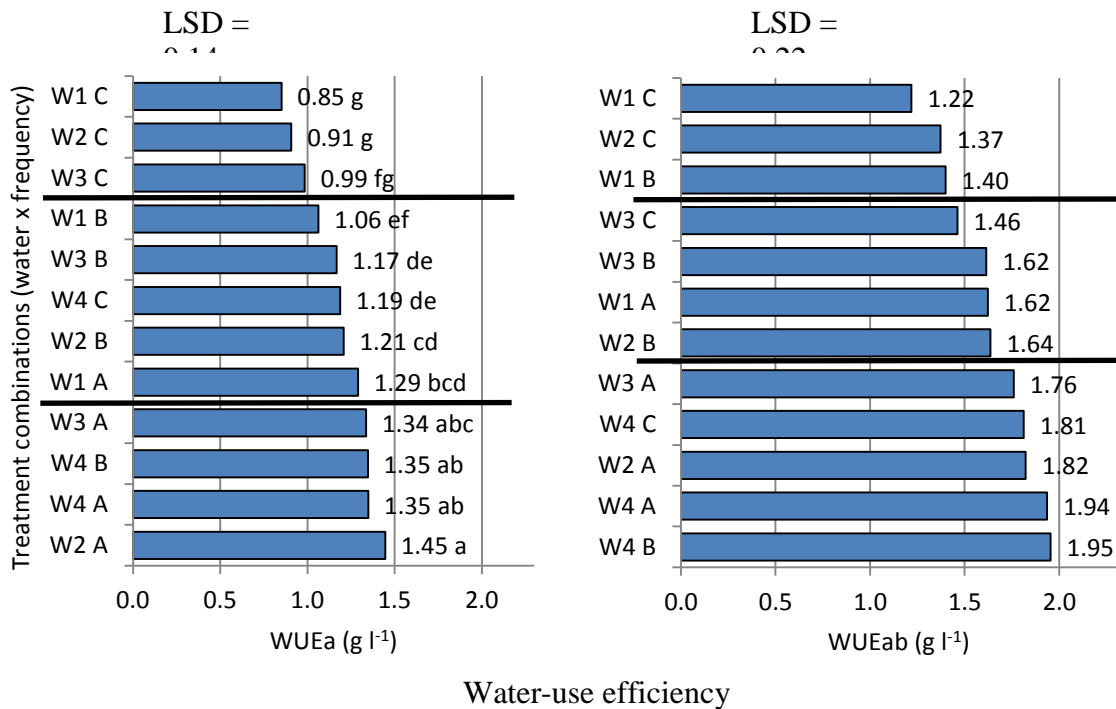 LSD =
LSD =
Treatment combinations (water x frequency)
W1 C 0.85 g
W2 C 0.91 g
W3 C 0.99 fg
W1 B 1.06 ef
W3 B 1.17 de
W4 C 1.19 de
W2 B 1.21 cd
W1 A 1.29 bcd
W3 A 1.34 abc
W4 B 1.35 ab
W4 A 1.35 ab
W2 A 1.45 a
0.0 0.5 1.0 1.5 2.0
WUEa (g l⁻¹)
W1 C 1.22
W2 C 1.37
W1 B 1.40
W3 C 1.46
W3 B 1.62
W1 A 1.62
W2 B 1.64
W3 A 1.76
W4 C 1.81
W2 A 1.82
W4 A 1.94
W4 B 1.95
0.0 0.5 1.0 1.5 2.0
WUEab (g l⁻¹)
Water-use efficiency